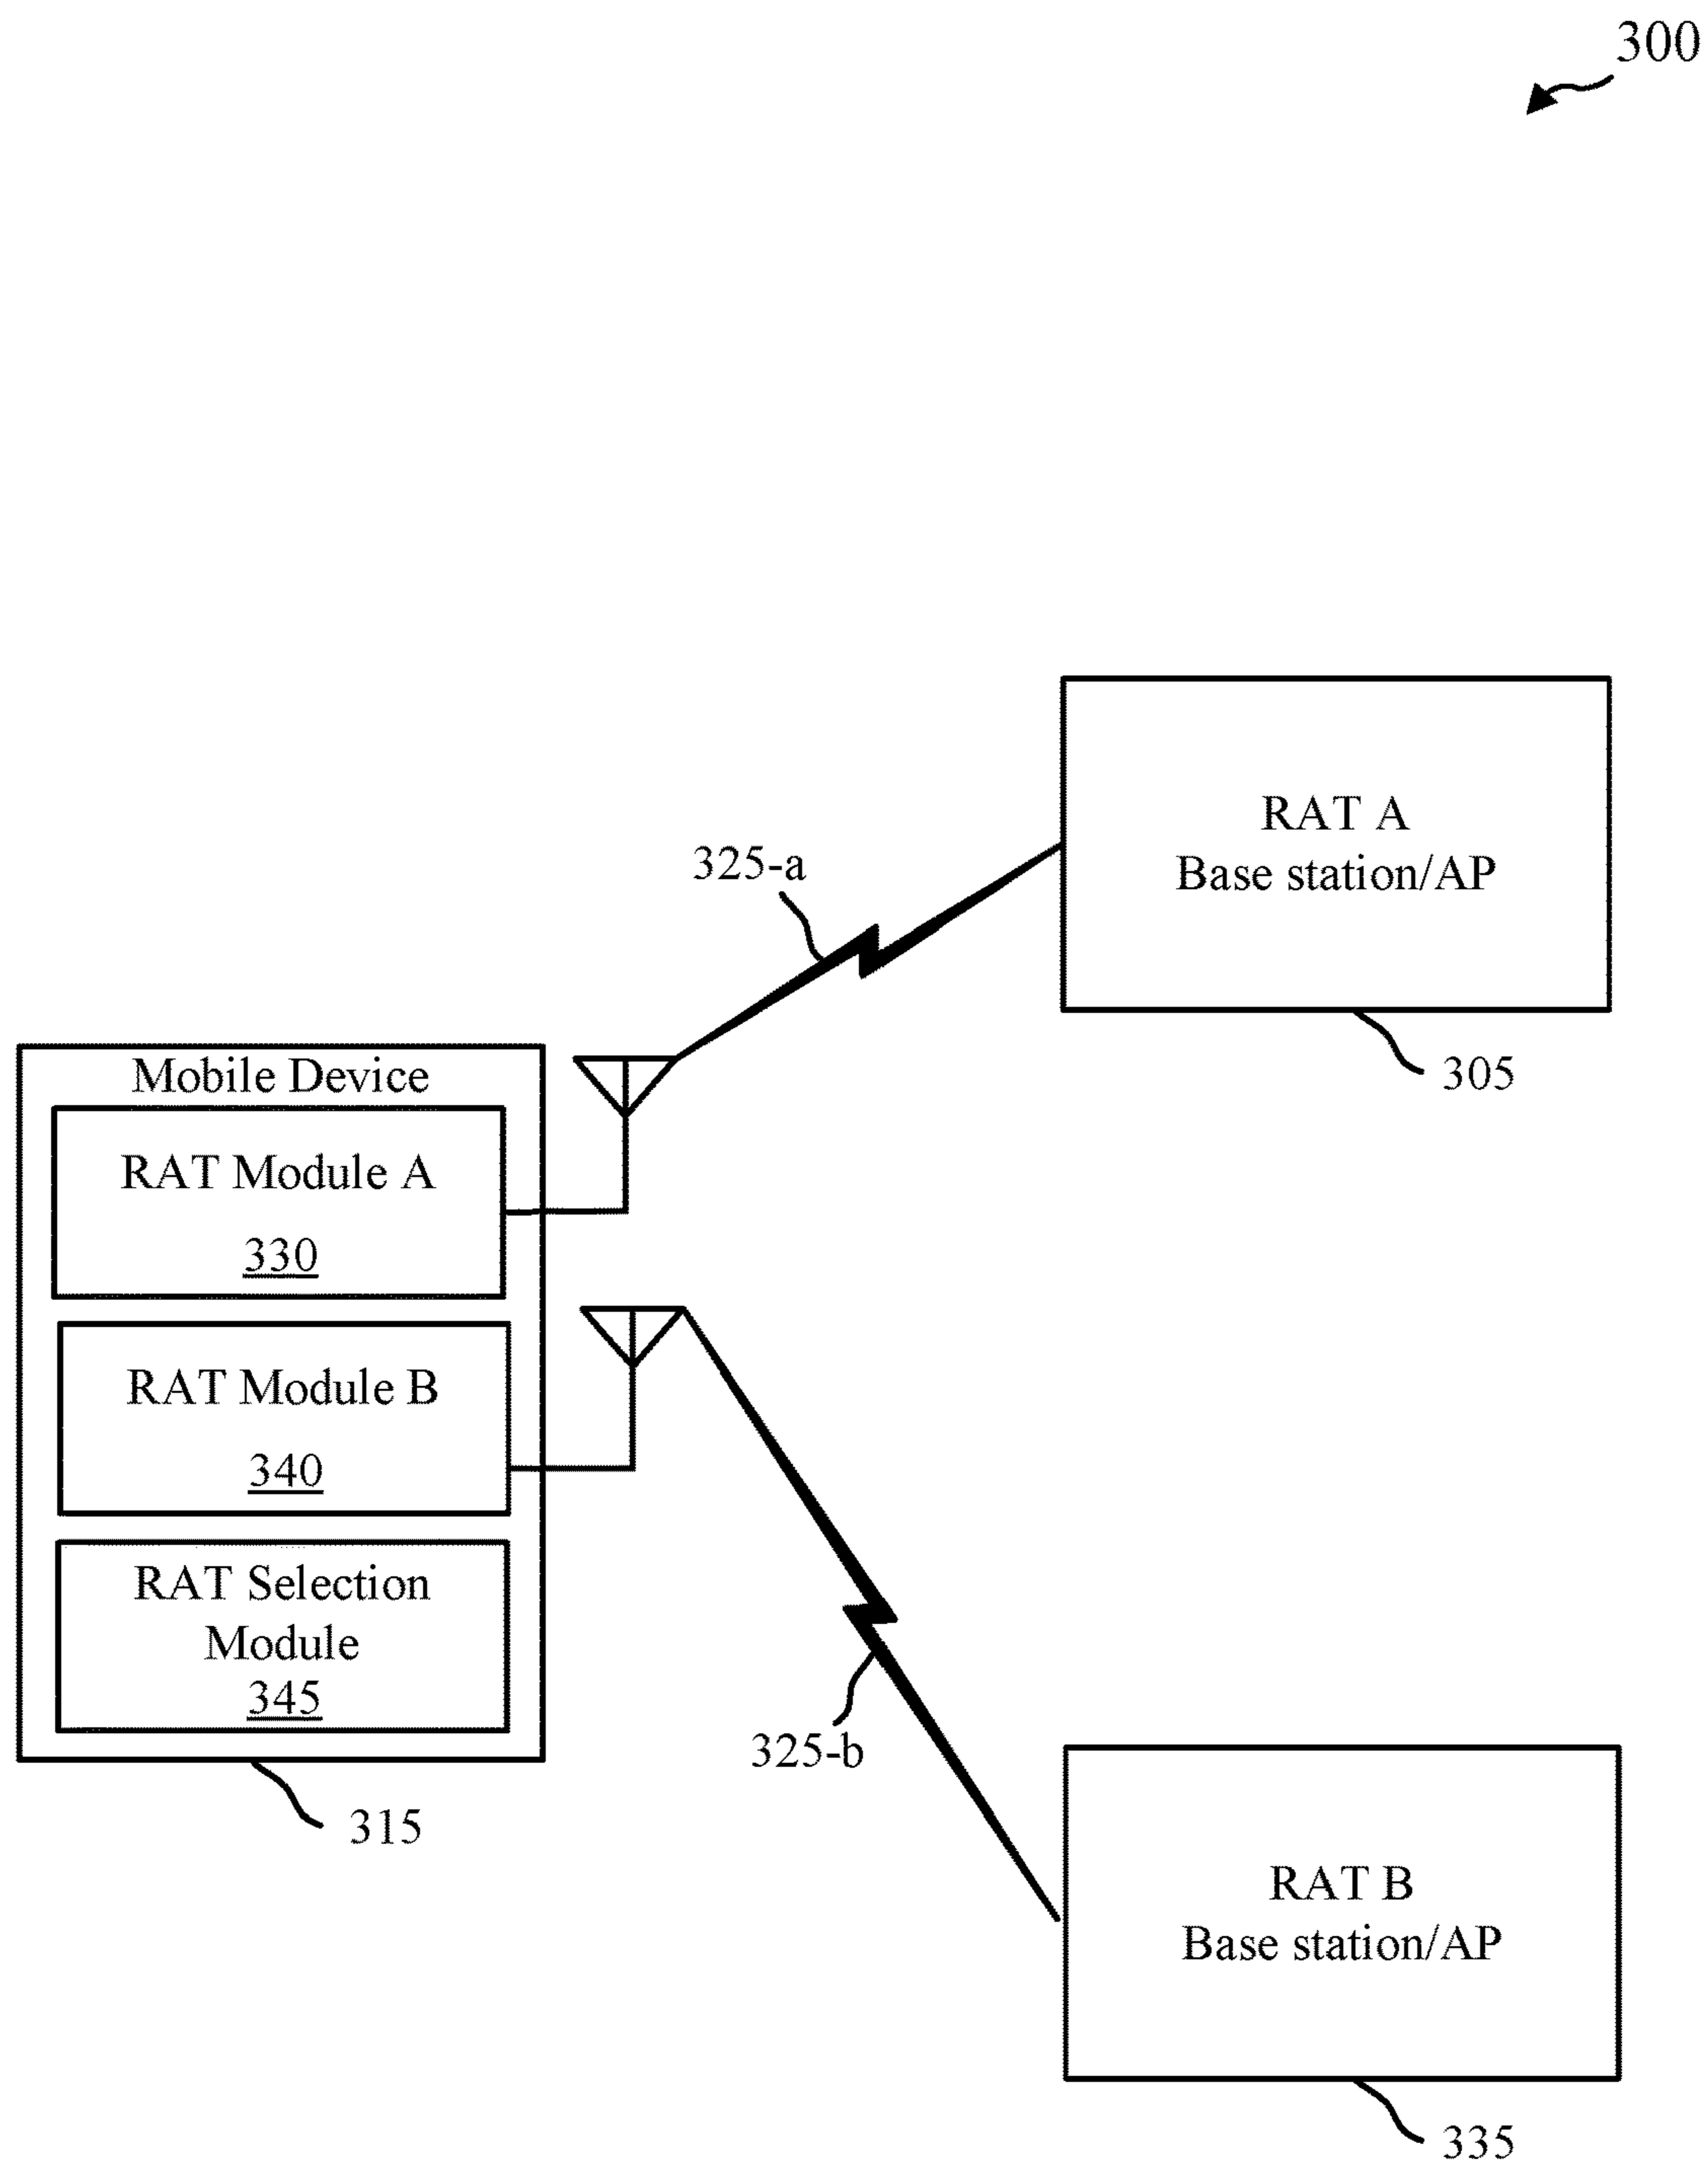 300
RAT A
Base station/AP
325-a
305
Mobile Device
RAT Module A
330
RAT Module B
340
RAT Selection
Module
345
325-b
315
RAT B
Base station/AP
335